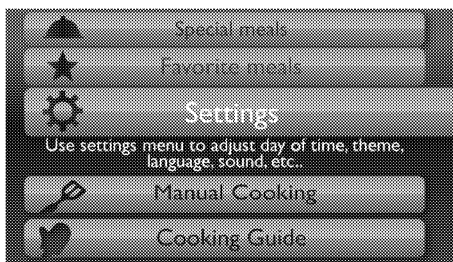 Special meals
Favorite meals
Settings
Use settings menu to adjust day of time, theme,
language, sound, etc..
Manual Cooking
Cooking Guide